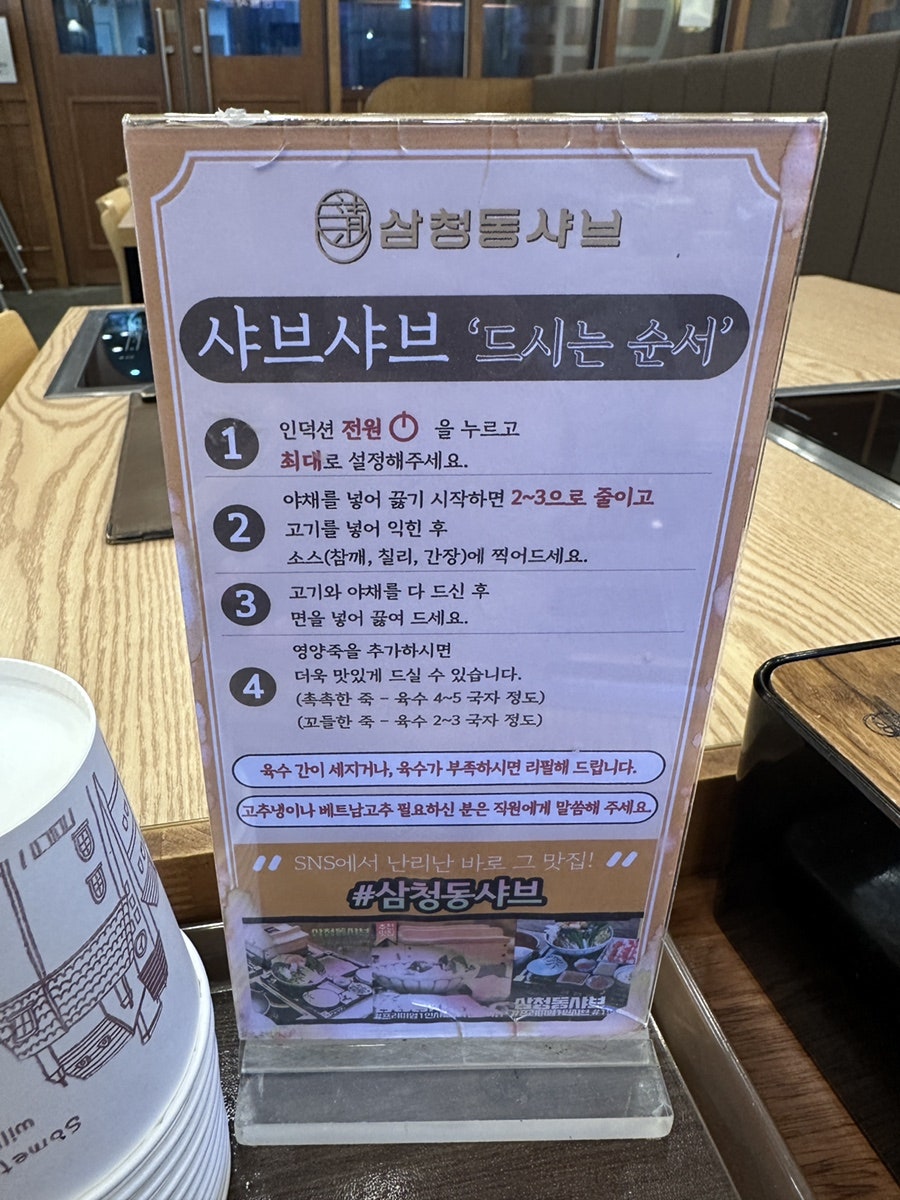 삼청동샤브
샤브샤브 '드시는 순서'
1 인덕션 전원 을 누르고
최대로 설정해주세요.
2 야채를 넣어 끓기 시작하면 2~3으로 줄이고
고기를 넣어 익힌 후
소스(참깨, 칠리, 간장)에 찍어드세요.
3 고기와 야채를 다 드신 후
면을 넣어 끓여 드세요.
4 영양죽을 추가하시면
더욱 맛있게 드실 수 있습니다.
(촉촉한 죽 - 육수 4~5 국자 정도)
(꼬들한 죽 - 육수 2~3 국자 정도)
육수 간이 세지거나, 육수가 부족하시면 리필해 드립니다.
고추냉이나 베트남고추 필요하신 분은 직원에게 말씀해 주세요.
SNS에서 난리난 바로 그 맛집!
#삼청동샤브
삼청동샤브
삼청동샤브